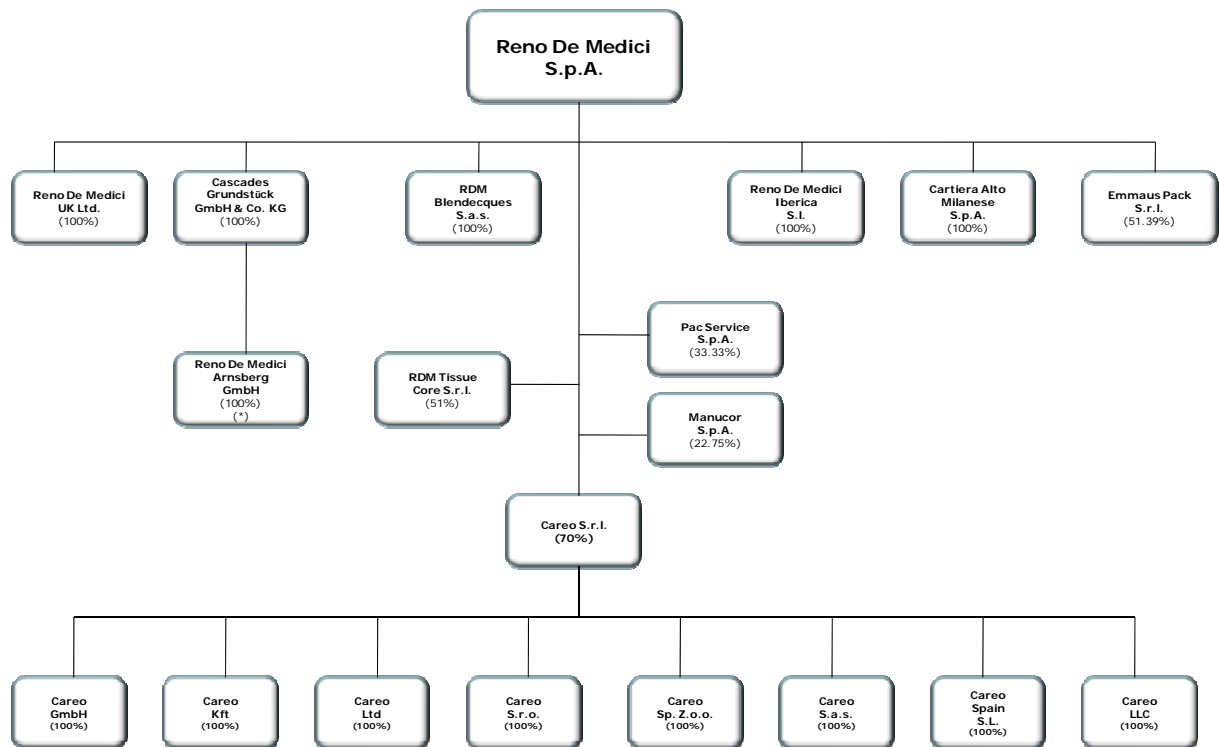 Reno De Medici
S.p.A.
Reno De Medici
UK Ltd.
(100%)
Cascades
Grundstück
GmbH & Co. KG
(100%)
RDM
Blendecques
S.a.s.
(100%)
Reno De Medici
Iberica
S.l.
(100%)
Cartiera Alto
Milanese
S.p.A.
(100%)
Emmaus Pack
S.r.l.
(51.39%)
Pac Service
S.p.A.
(33.33%)
Reno De Medici
Arnsberg
GmbH
(100%)
(*)
RDM Tissue
Core S.r.l.
(51%)
Manucor
S.p.A.
(22.75%)
Careo S.r.l.
(70%)
Careo
GmbH
(100%)
Careo
Kft
(100%)
Careo
Ltd
(100%)
Careo
S.r.o.
(100%)
Careo
Sp. Z.o.o.
(100%)
Careo
S.a.s.
(100%)
Careo
Spain
S.L.
(100%)
Careo
LLC
(100%)